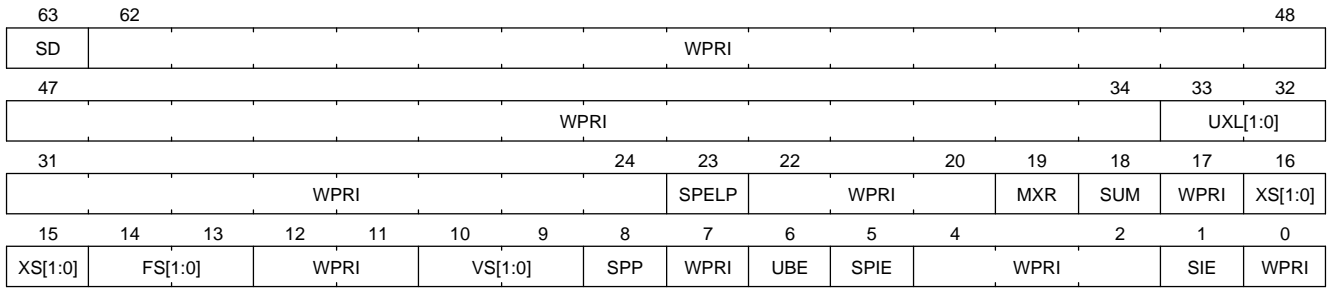 63 62 48
SD WPRI
47 34 33 32
WPRI UXL[1:0]
31 24 23 22 20 19 18 17 16
WPRI SPELP WPRI MXR SUM WPRI XS[1:0]
15 14 13 12 11 10 9 8 7 6 5 4 2 1 0
XS[1:0] FS[1:0] WPRI VS[1:0] SPP WPRI UBE SPIE WPRI SIE WPRI